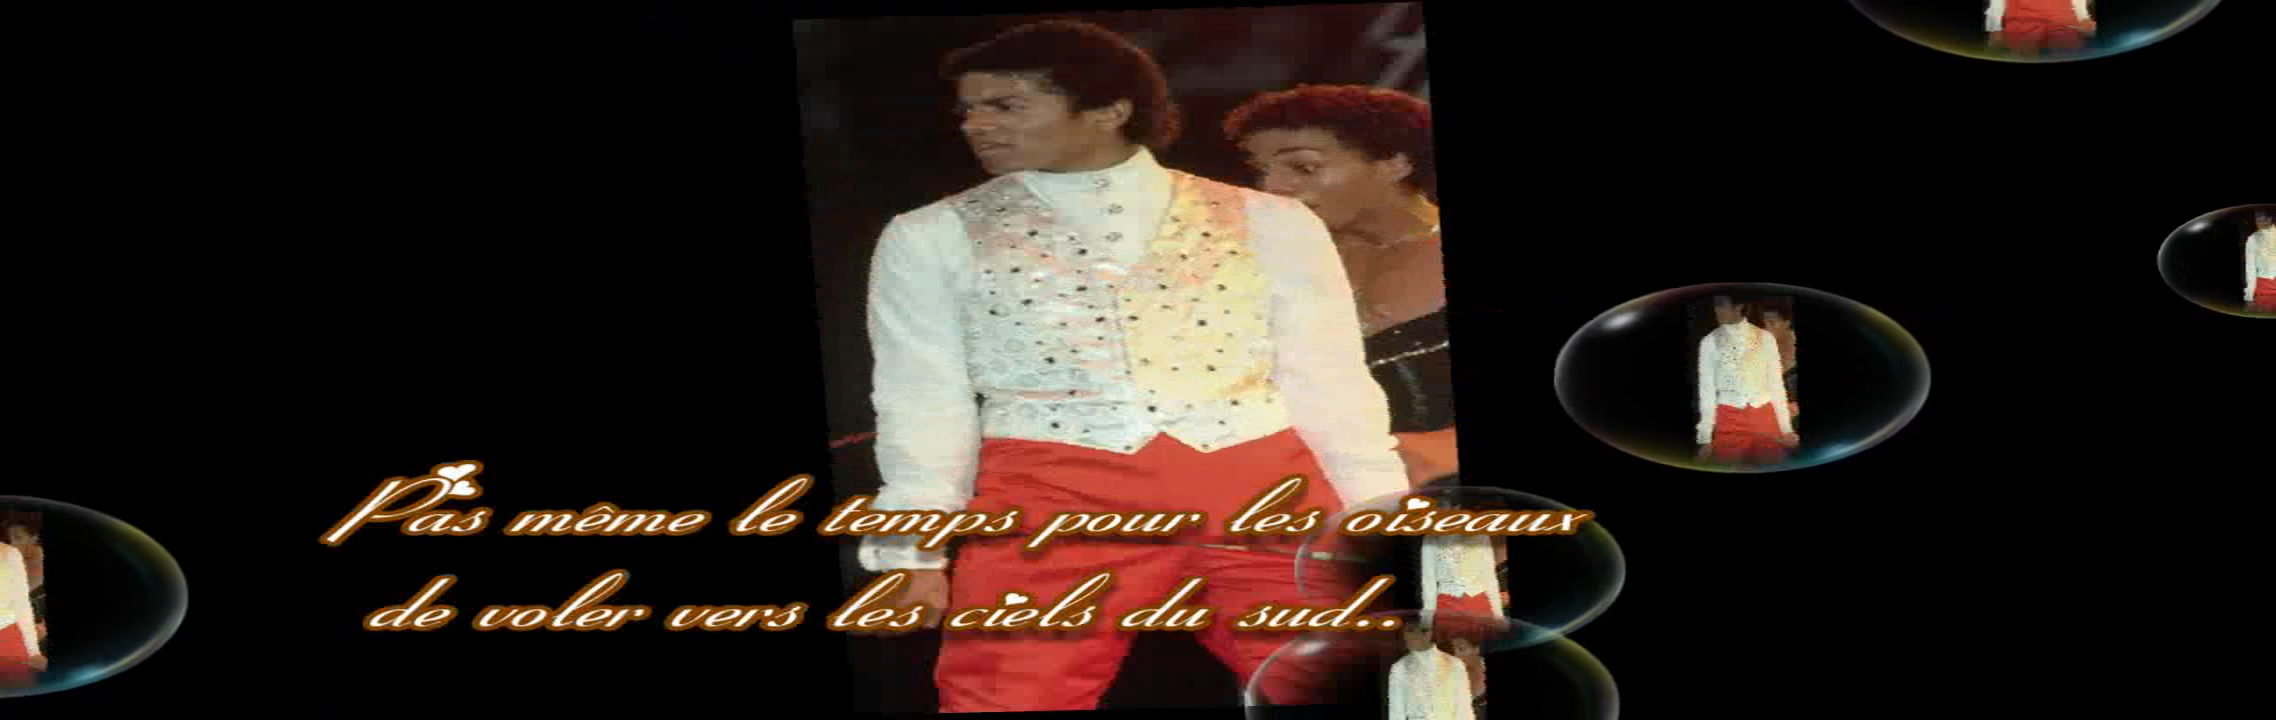 Pas même le temps pour les oiseaux
de voler vers les ciels du sud..